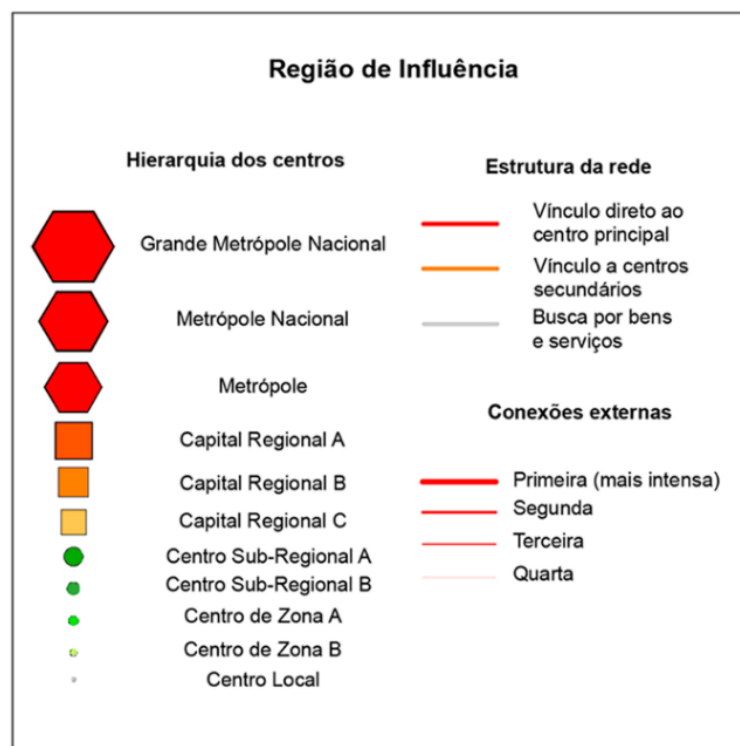 Região de Influência
Hierarquia dos centros
Grande Metrópole Nacional
Metrópole Nacional
Metrópole
Capital Regional A
Capital Regional B
Capital Regional C
Centro Sub-Regional A
Centro Sub-Regional B
Centro de Zona A
Centro de Zona B
Centro Local
Estrutura da rede
Vínculo direto ao
centro principal
Vínculo a centros
secundários
Busca por bens
e serviços
Conexões externas
Primeira (mais intensa)
Segunda
Terceira
Quarta